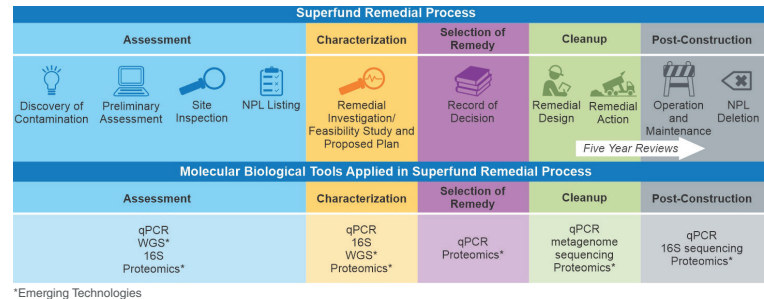 Superfund Remedial Process
Assessment
Characterization
Selection of
Remedy
Cleanup
Post-Construction
Discovery of
Contamination
Preliminary
Assessment
Site
Inspection
NPL Listing
Remedial
Investigation/
Feasibility Study and
Proposed Plan
Record of
Decision
Remedial
Design
Remedial
Action
Operation
and
Maintenance
NPL
Deletion
Five Year Reviews
Molecular Biological Tools Applied in Superfund Remedial Process
Assessment
Characterization
Selection of
Remedy
Cleanup
Post-Construction
qPCR
WGS*
16S
Proteomics*
qPCR
16S
WGS*
Proteomics*
qPCR
Proteomics*
qPCR
metagenome
sequencing
Proteomics*
qPCR
16S sequencing
Proteomics*
*Emerging Technologies